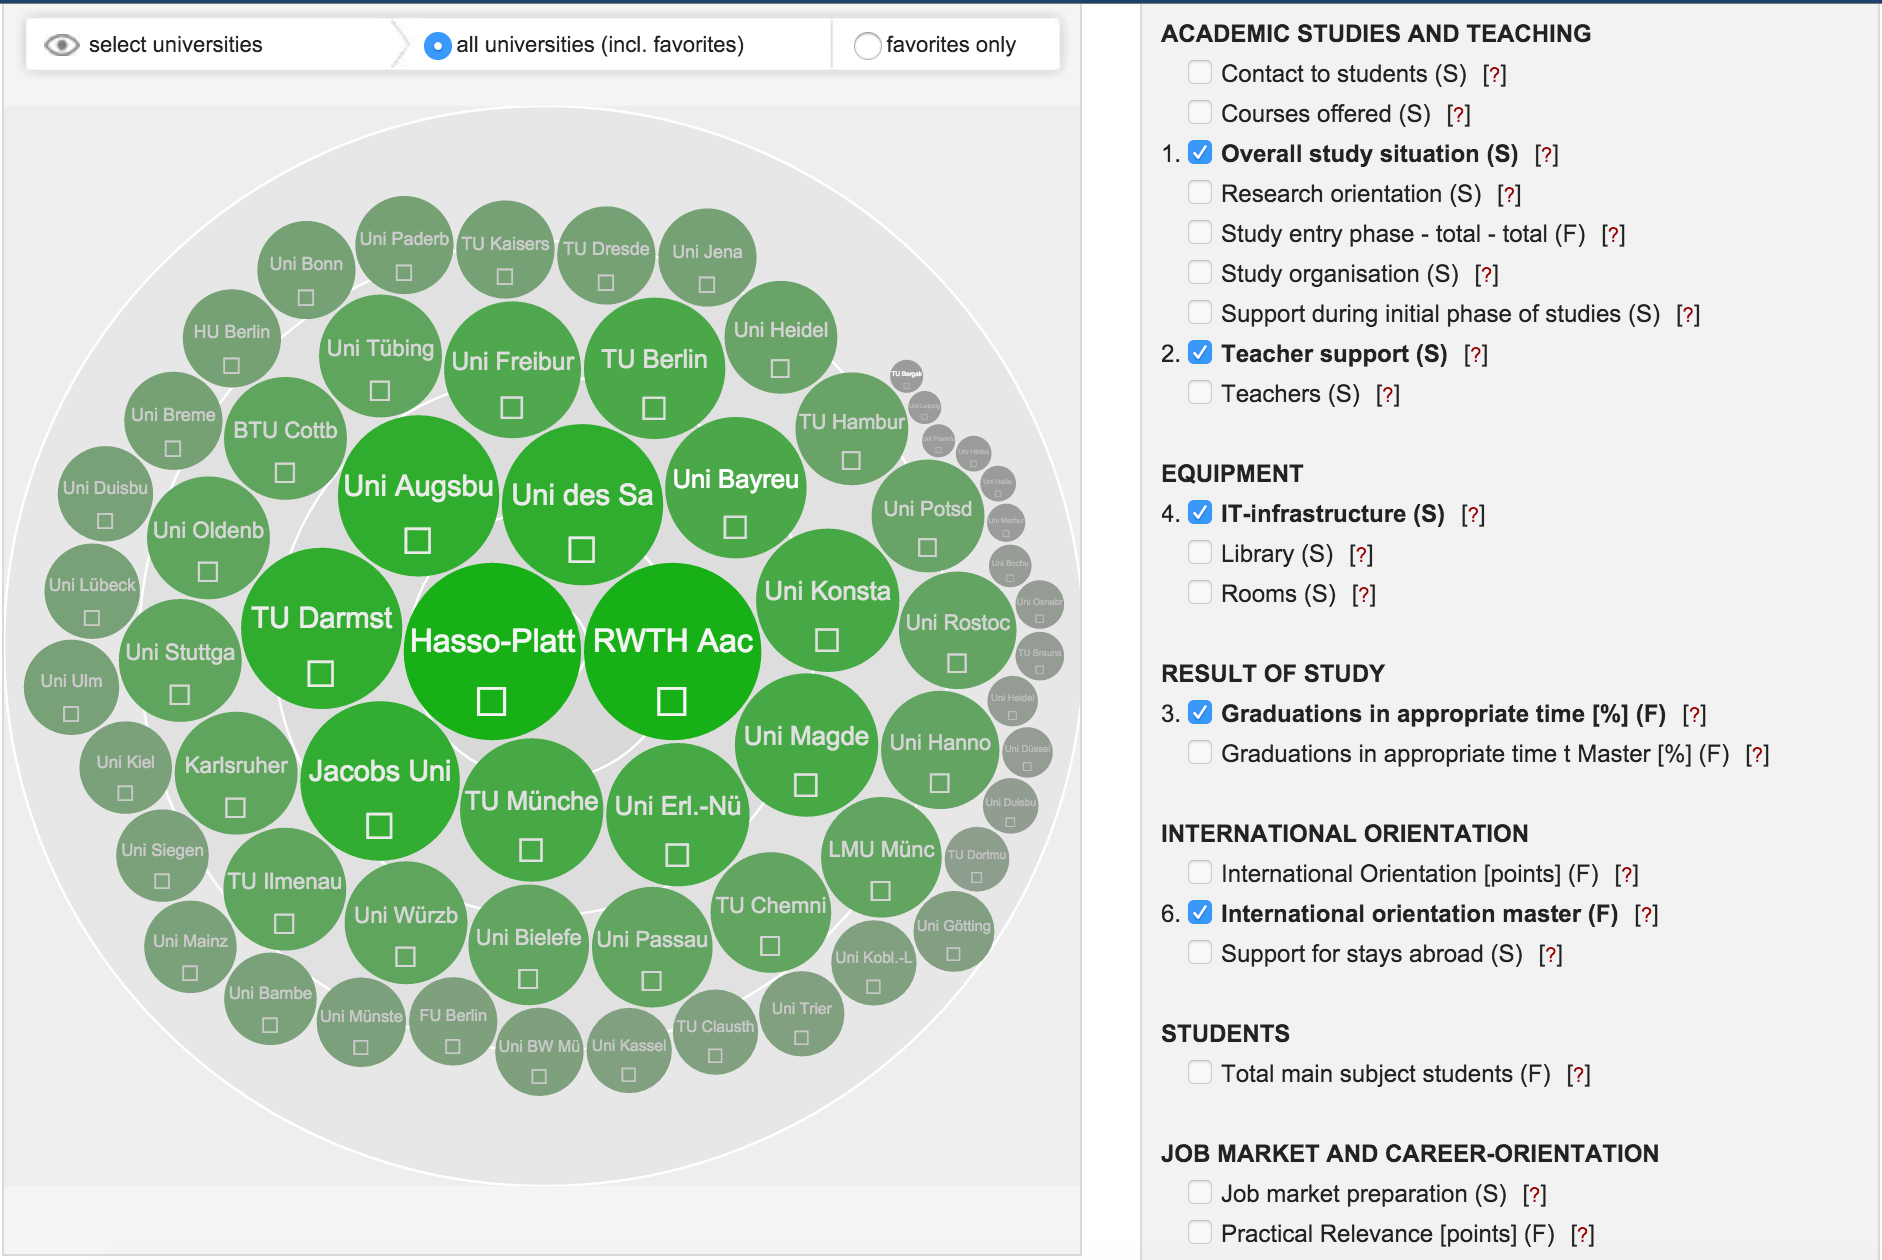 select universities
all universities (incl. favorites)
favorites only
Uni Paderb
TU Kaisers
TU Dresde
Uni Jena
Uni Bonn
HU Berlin
Uni Tübing
Uni Freibur
TU Berlin
Uni Heidel
TU Bergak
Uni Leipzig
Uni Breme
BTU Cottb
TU Hambur
Uni Frankfu
Uni Hildes
Uni Duisbu
Uni Augsbu
Uni des Sa
Uni Bayreu
Uni Halle-
Uni Oldenb
Uni Potsd
Uni Marbur
Uni Lübeck
Uni Konsta
Uni Bochu
Uni Osnabr
TU Darmst
Hasso-Platt
RWTH Aac
Uni Rostoc
Uni Stuttga
TU Brauns
Uni Ulm
Uni Heidel
Uni Kiel
Karlsruher
Jacobs Uni
TU Münche
Uni Erl.-Nü
Uni Magde
Uni Hanno
Uni Düssel
Uni Duisbu
Uni Siegen
TU Ilmenau
LMU Münc
TU Dortmu
Uni Mainz
Uni Würzb
Uni Bielefe
Uni Passau
TU Chemni
Uni Götting
Uni Kobl.-L
Uni Bambe
Uni Münste
FU Berlin
Uni BW Mü
Uni Kassel
TU Clausth
Uni Trier
ACADEMIC STUDIES AND TEACHING
Contact to students (S) [?]
Courses offered (S) [?]
1. Overall study situation (S) [?]
Research orientation (S) [?]
Study entry phase - total - total (F) [?]
Study organisation (S) [?]
Support during initial phase of studies (S) [?]
2. Teacher support (S) [?]
Teachers (S) [?]
EQUIPMENT
4. IT-infrastructure (S) [?]
Library (S) [?]
Rooms (S) [?]
RESULT OF STUDY
3. Graduations in appropriate time [%] (F) [?]
Graduations in appropriate time t Master [%] (F) [?]
INTERNATIONAL ORIENTATION
International Orientation [points] (F) [?]
6. International orientation master (F) [?]
Support for stays abroad (S) [?]
STUDENTS
Total main subject students (F) [?]
JOB MARKET AND CAREER-ORIENTATION
Job market preparation (S) [?]
Practical Relevance [points] (F) [?]